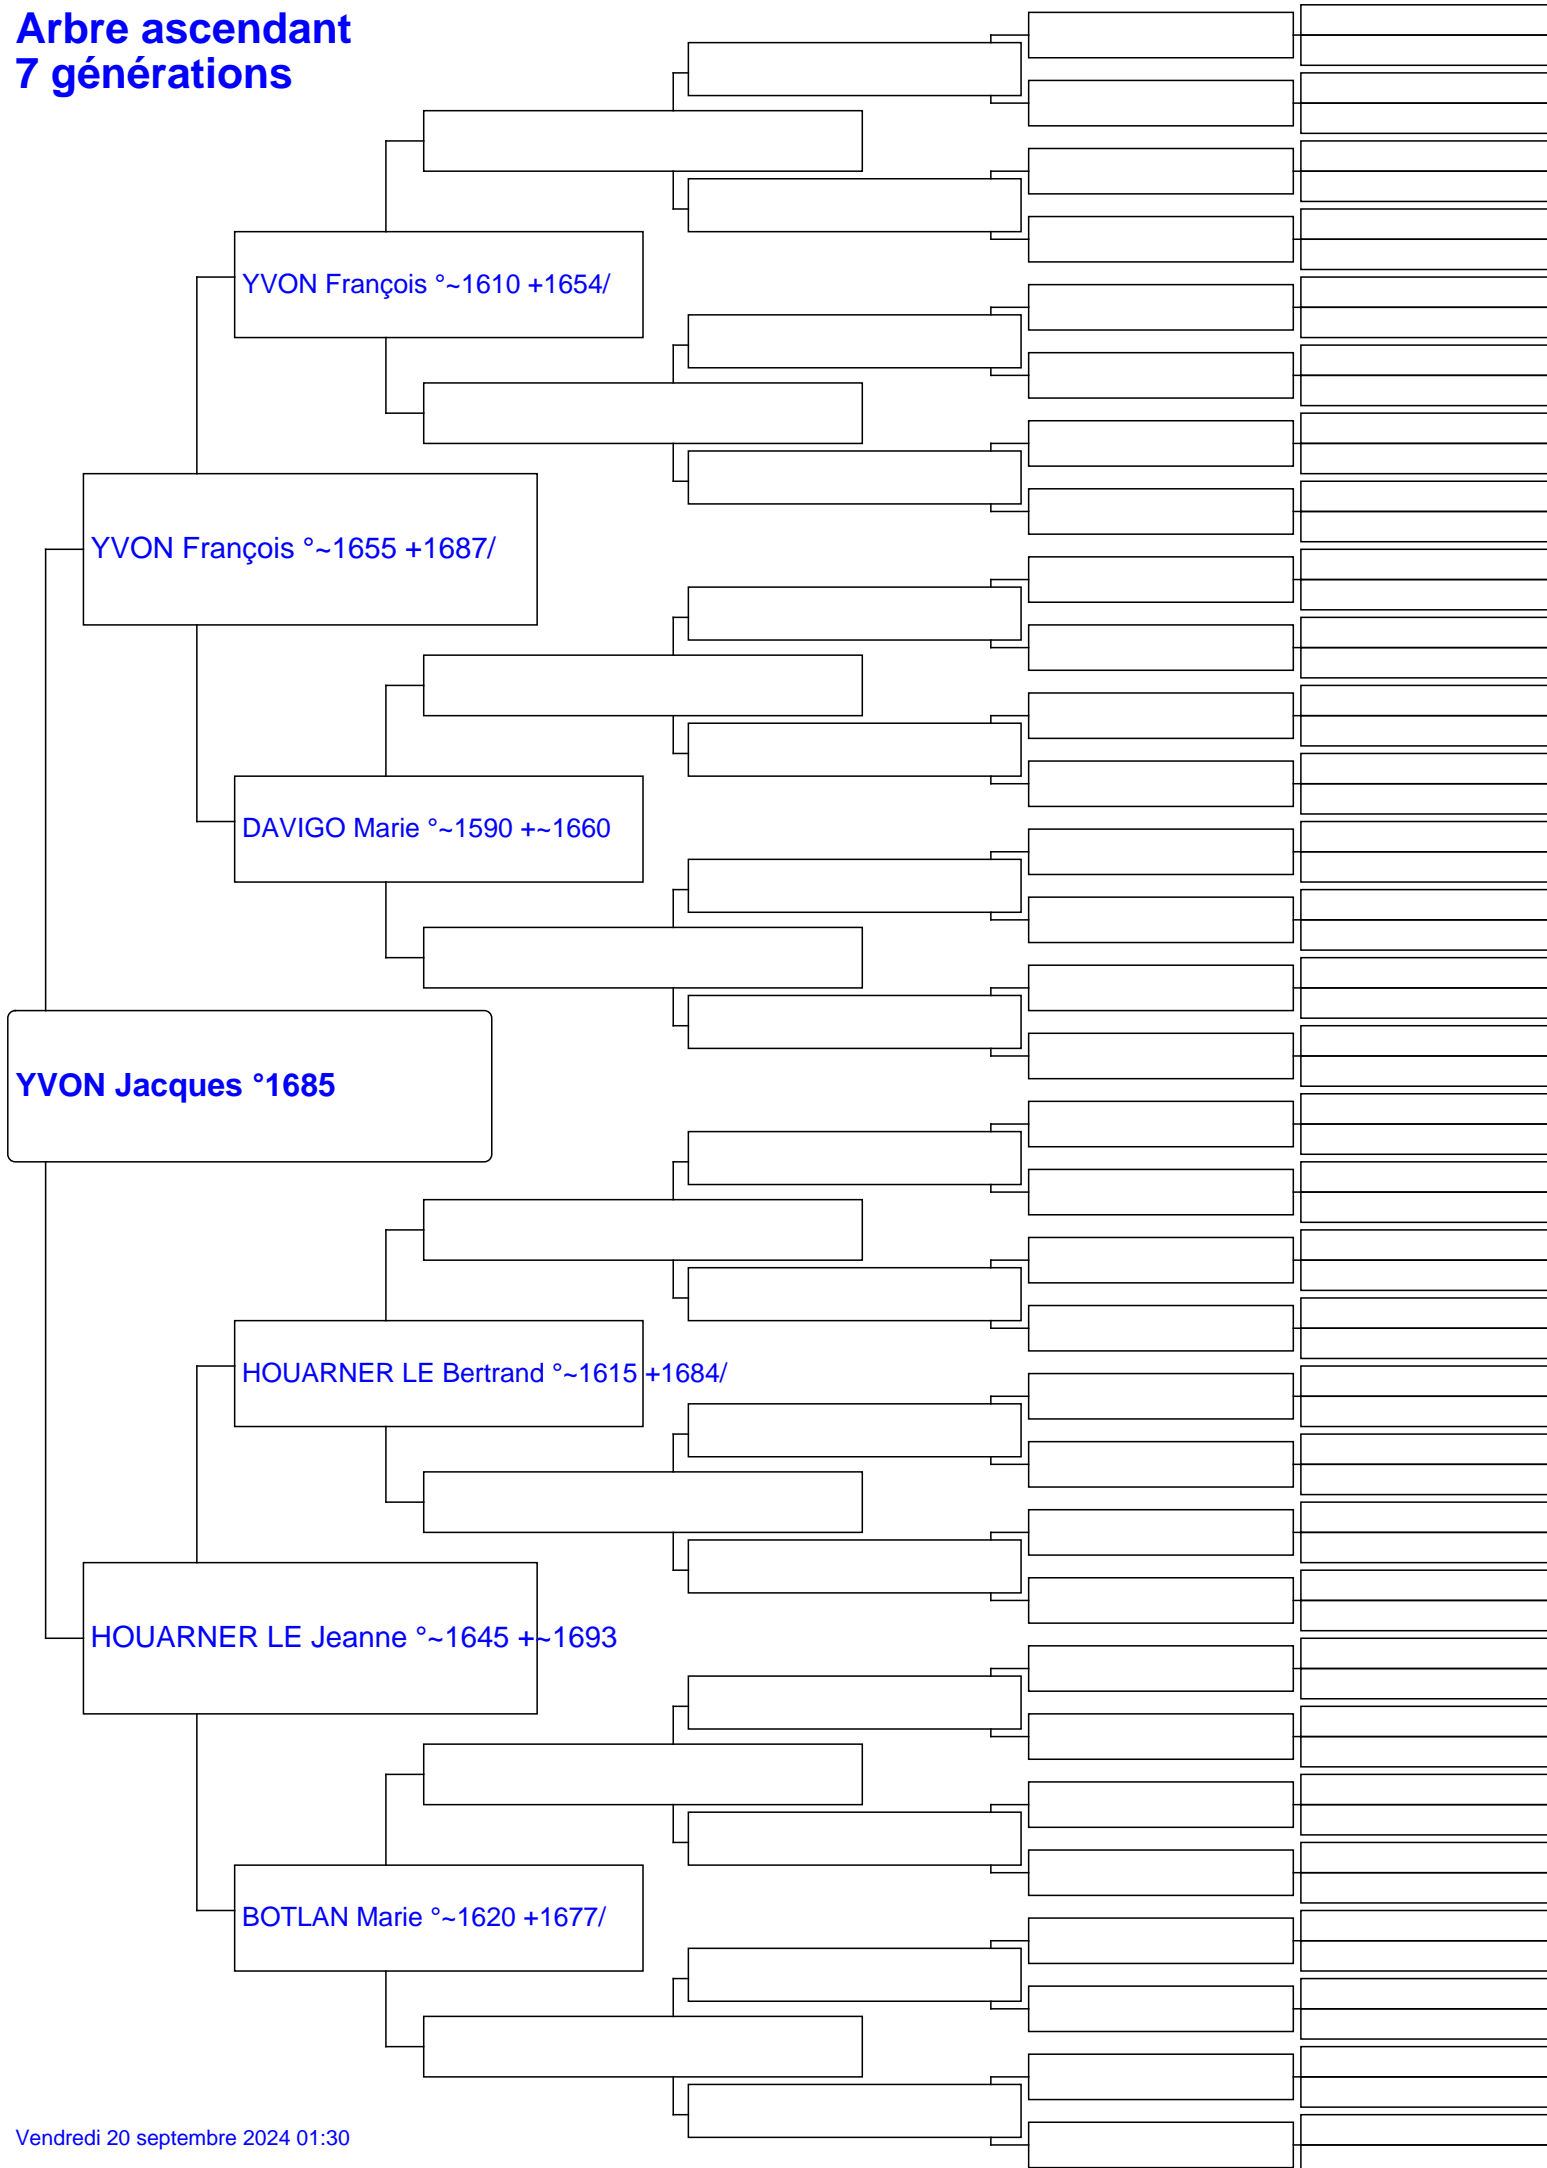 Arbre ascendant
7 générations
YVON François °~1610 +1654/
YVON François °~1655 +1687/
DAVIGO Marie °~1590 +~1660
YVON Jacques °1685
HOUARNER LE Bertrand °~1615 +1684/
HOUARNER LE Jeanne °~1645 +~1693
BOTLAN Marie °~1620 +1677/
Vendredi 20 septembre 2024 01:30